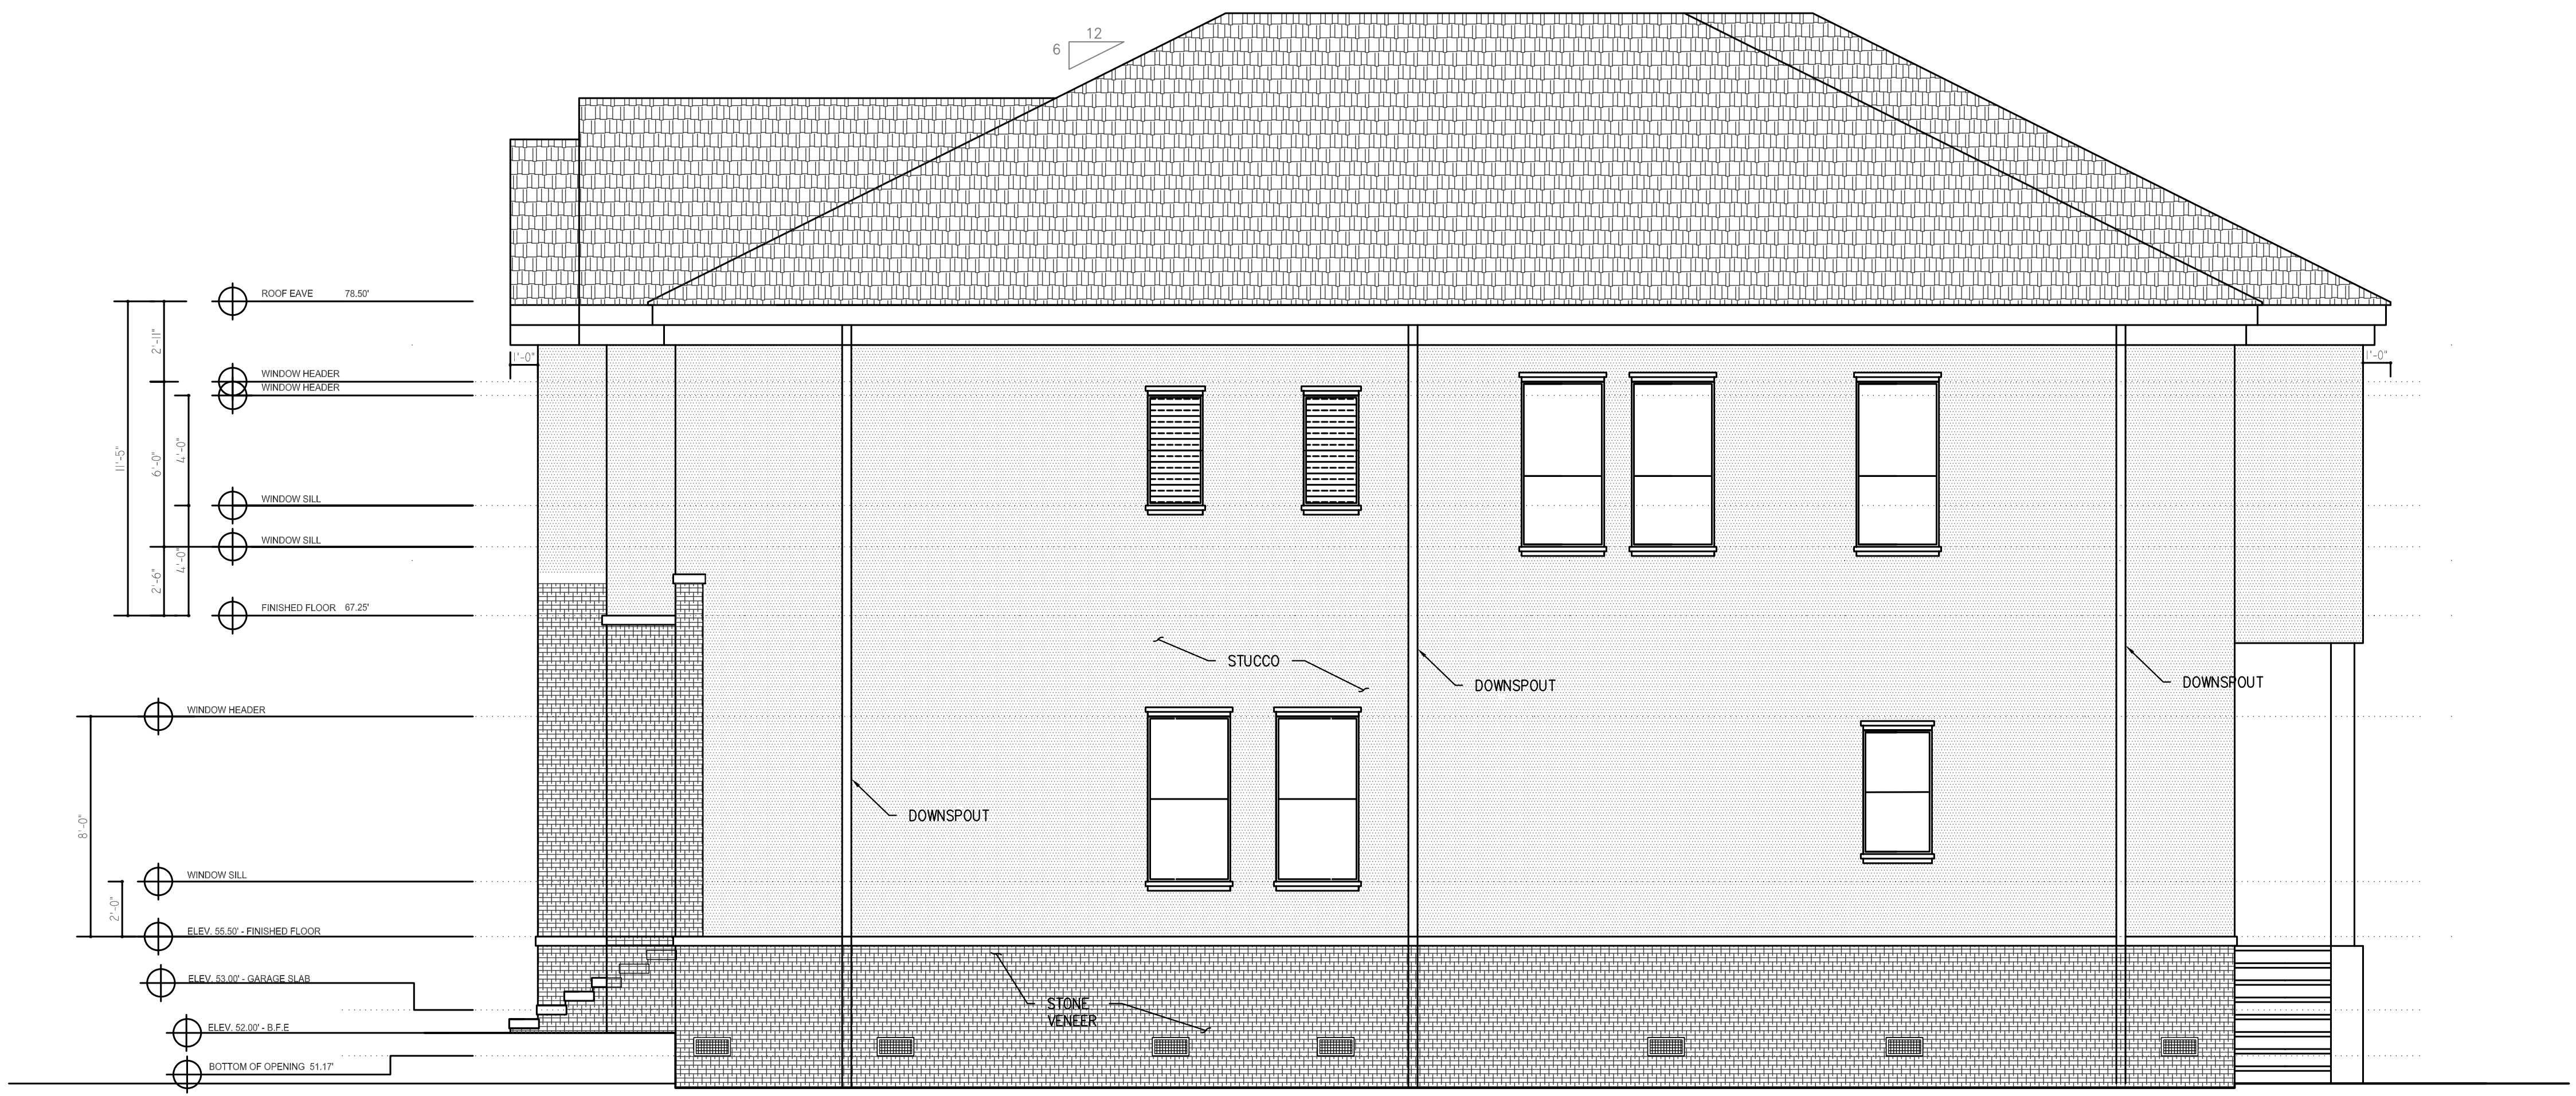 12
6
ROOF EAVE 78.50'
2'-11"
1'-0"
1'-0"
WINDOW HEADER
WINDOW HEADER
11'-5"
6'-0"
4'-0"
WINDOW SILL
WINDOW SILL
4'-0"
2'-6"
FINISHED FLOOR 67.25'
STUCCO
DOWNSPOUT
DOWNSPOUT
WINDOW HEADER
DOWNSPOUT
8'-0"
WINDOW SILL
2'-0"
ELEV. 55.50' - FINISHED FLOOR
ELEV. 53.00' - GARAGE SLAB
STONE
VENEER
ELEV. 52.00' - B.F.E
BOTTOM OF OPENING 51.17'